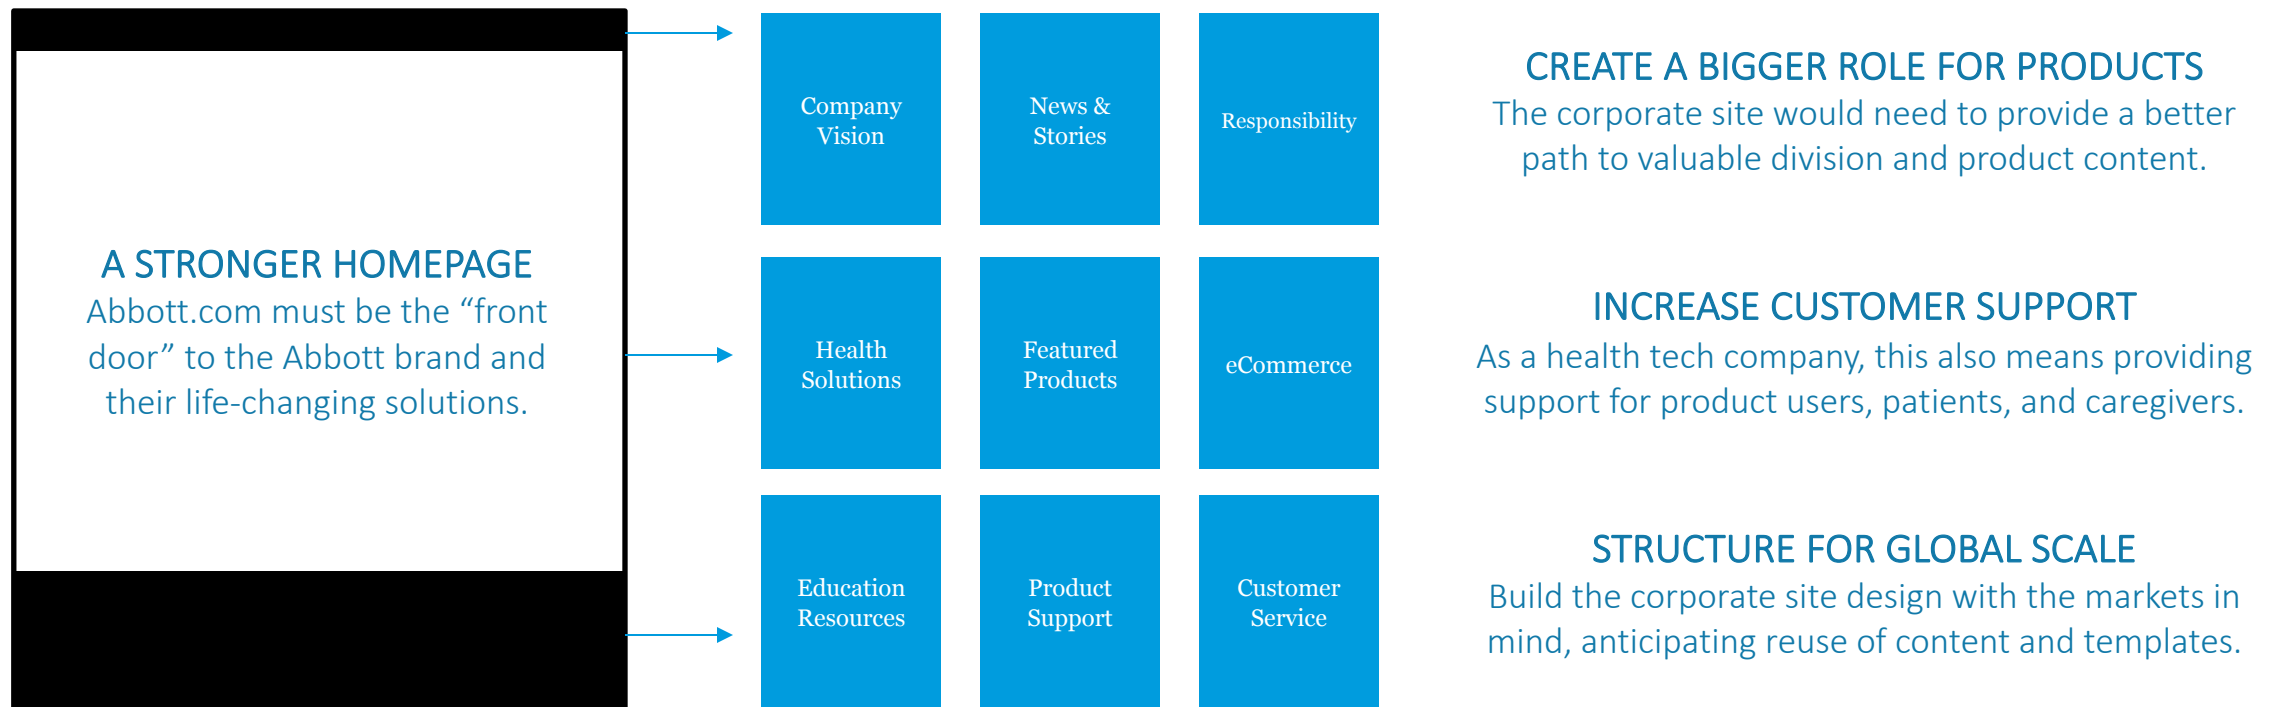 A STRONGER HOMEPAGE
Abbott.com must be the “front
door” to the Abbott brand and
their life-changing solutions.
Company
Vision
News &
Stories
Responsibility
Health
Solutions
Featured
Products
eCommerce
Education
Resources
Product
Support
Customer
Service
CREATE A BIGGER ROLE FOR PRODUCTS
The corporate site would need to provide a better
path to valuable division and product content.
INCREASE CUSTOMER SUPPORT
As a health tech company, this also means providing
support for product users, patients, and caregivers.
STRUCTURE FOR GLOBAL SCALE
Build the corporate site design with the markets in
mind, anticipating reuse of content and templates.